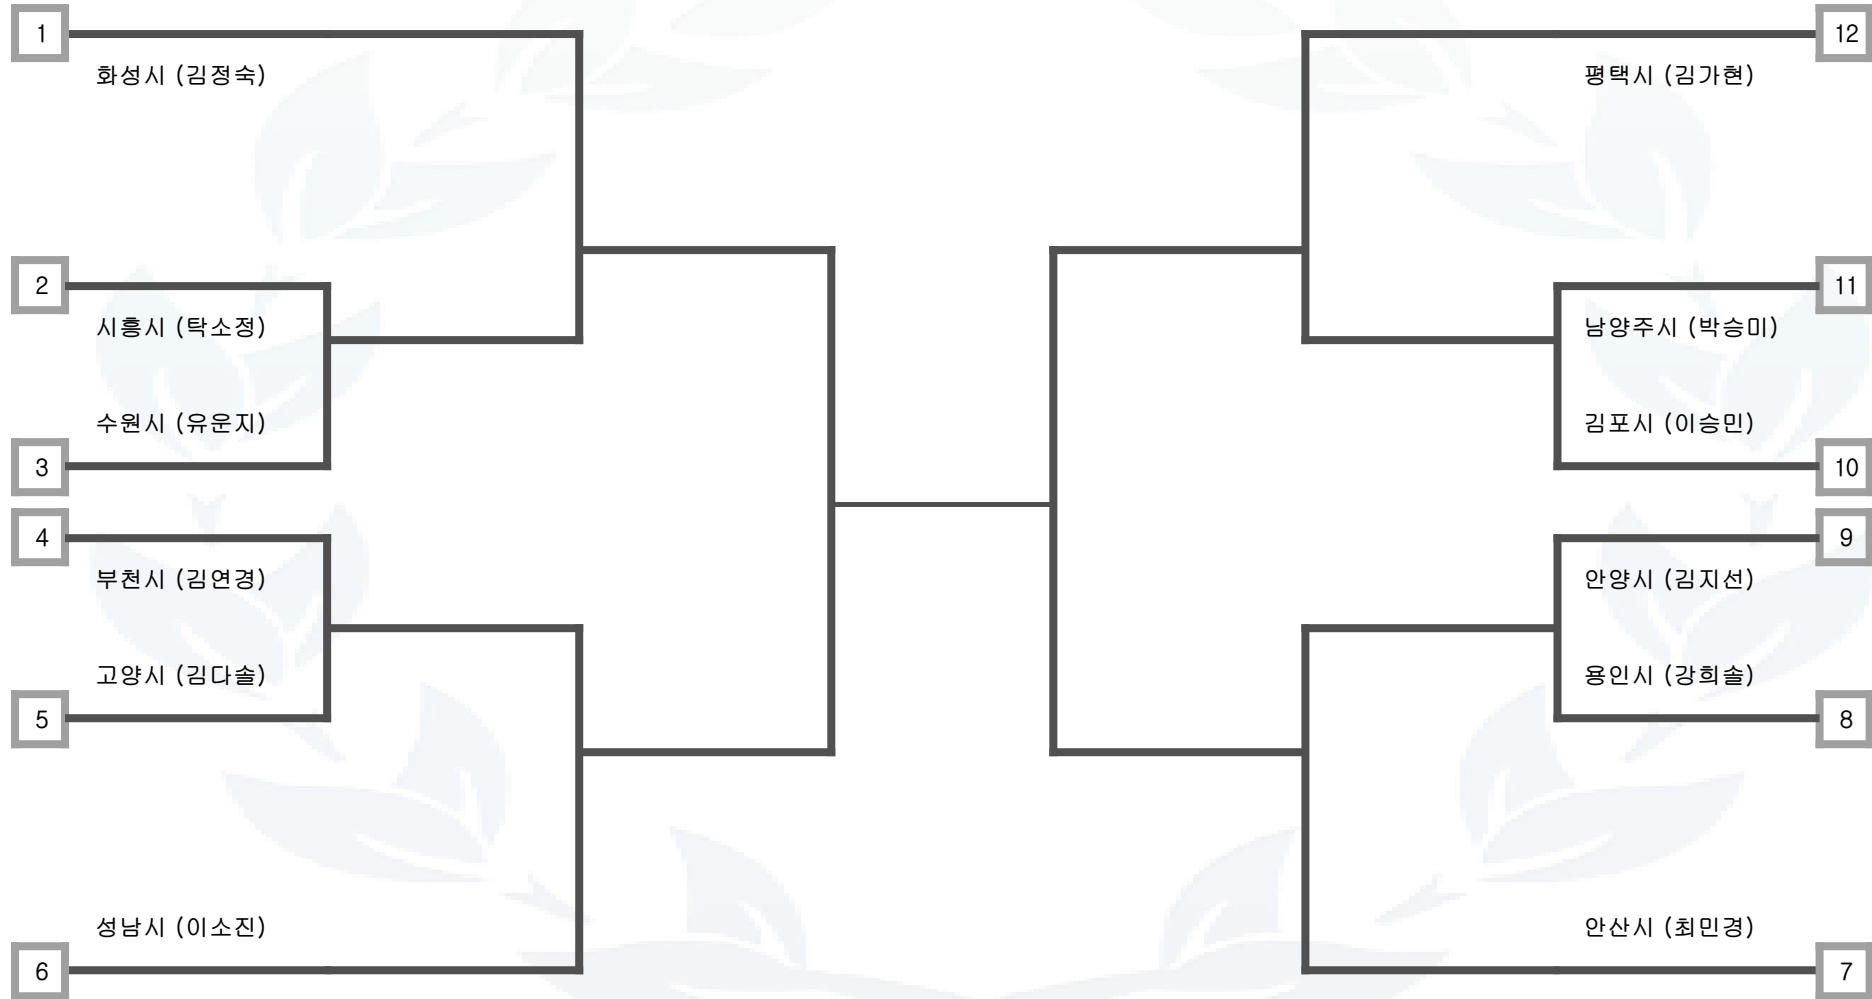 1
화성시 (김정숙)
2
시흥시 (탁소정)
수원시 (유운지)
3
4
부천시 (김연경)
고양시 (김다솔)
5
성남시 (이소진)
6
12
평택시 (김가현)
11
남양주시 (박승미)
김포시 (이승민)
10
9
안양시 (김지선)
용인시 (강희솔)
8
안산시 (최민경)
7